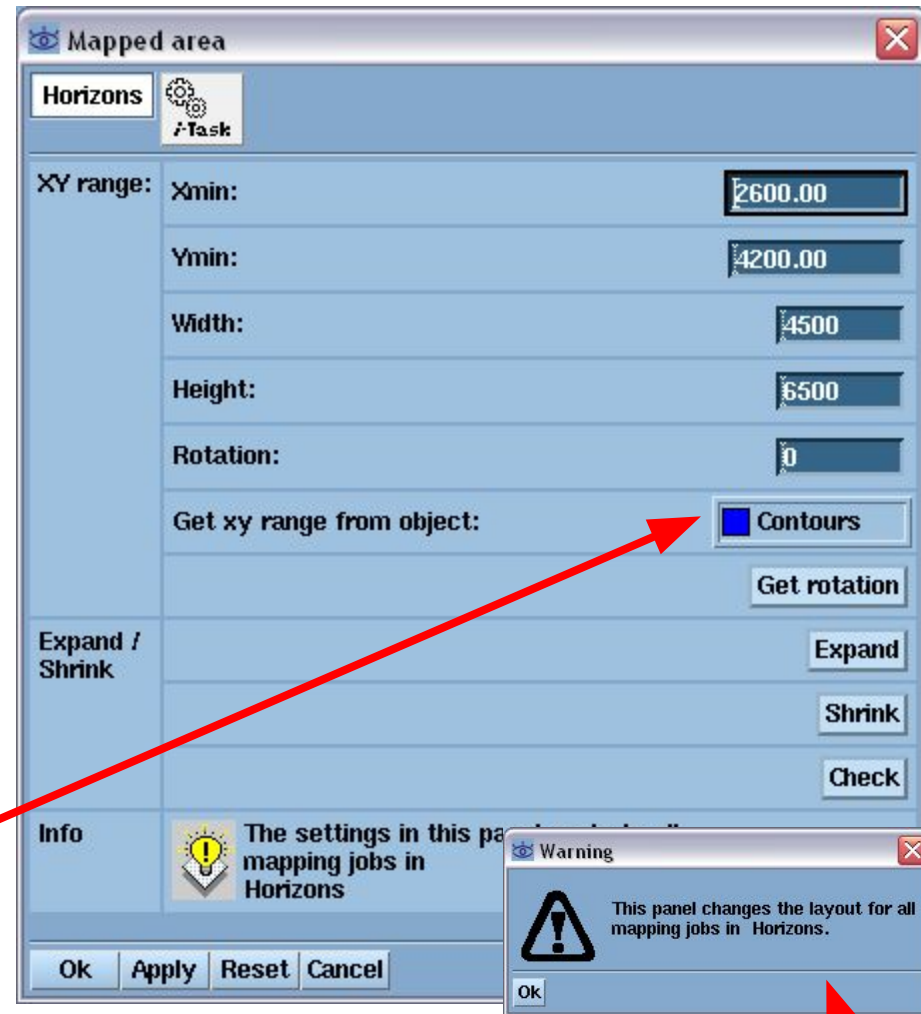 Mapped area
Horizons
i-Task
XY range:
Xmin: 2600.00
Ymin: 4200.00
Width: 4500
Height: 6500
Rotation: 0
Get xy range from object: Contours
Get rotation
Expand /
Shrink
Expand
Shrink
Check
Info
The settings in this
mapping jobs in
Horizons
Ok Apply Reset Cancel
Warning
This panel changes the layout for all
mapping jobs in Horizons.
Ok